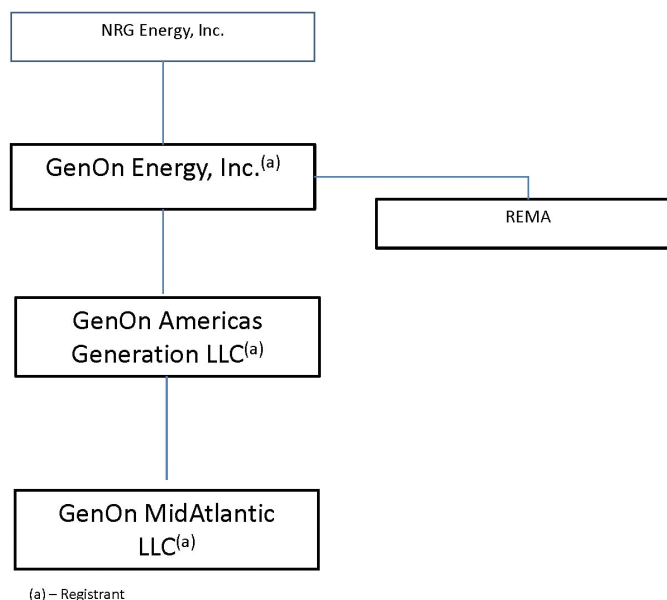 NRG Energy, Inc.
GenOn Energy, Inc.(a)
REMA
GenOn Americas
Generation LLC(a)
GenOn MidAtlantic
LLC(a)
(a) – Registrant